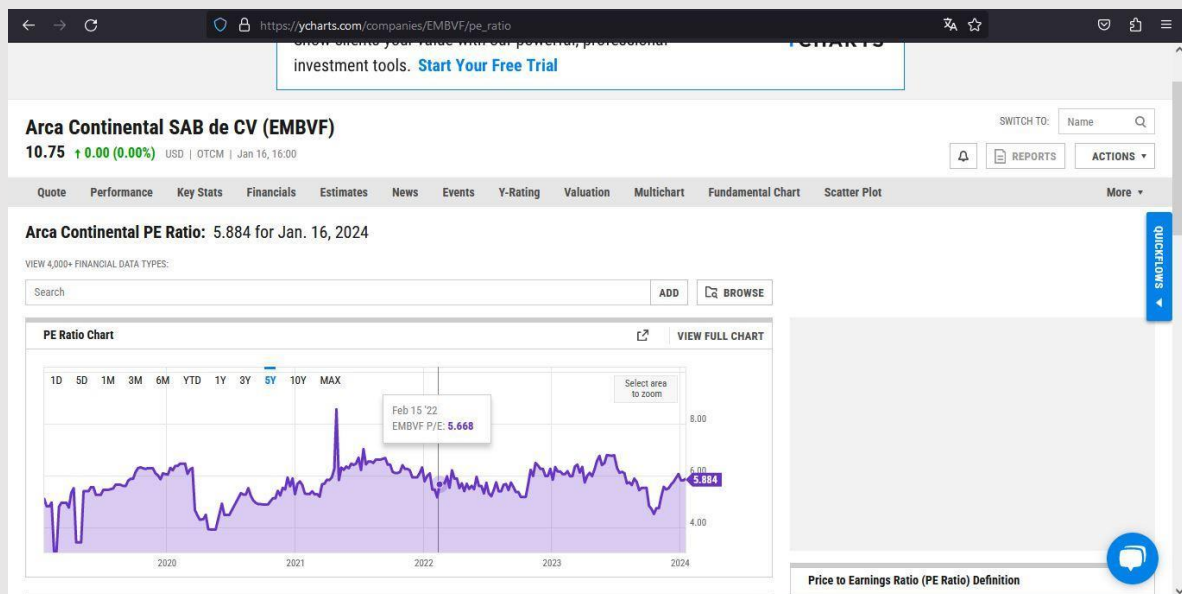 https://ycharts.com/companies/EMBVF/pe_ratio
investment tools. Start Your Free Trial
Arca Continental SAB de CV (EMBVF)
10.75 ↑ 0.00 (0.00%) USD | OTCM | Jan 16, 16:00
SWITCH TO: Name
REPORTS
ACTIONS
Quote Performance Key Stats Financials Estimates News Events Y-Rating Valuation Multichart Fundamental Chart Scatter Plot More
Arca Continental PE Ratio: 5.884 for Jan. 16, 2024
QUICKFLOWS
VIEW 4,000+ FINANCIAL DATA TYPES:
Search ADD BROWSE
PE Ratio Chart VIEW FULL CHART
1D 5D 1M 3M 6M YTD 1Y 3Y 5Y 10Y MAX
Select area
to zoom
Feb 15 '22
EMBVF P/E: 5.668
8.00
6.00
5.884
4.00
2020 2021 2022 2023 2024
Price to Earnings Ratio (PE Ratio) Definition